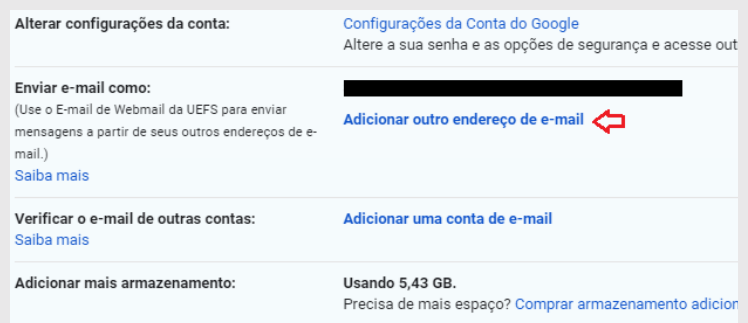 Alterar configurações da conta:
Configurações da Conta do Google
Altere a sua senha e as opções de segurança e acesse out
Enviar e-mail como:
(Use o E-mail de Webmail da UEFS para enviar
mensagens a partir de seus outros endereços de e-
mail.)
Saiba mais
Adicionar outro endereço de e-mail
Verificar o e-mail de outras contas:
Saiba mais
Adicionar uma conta de e-mail
Adicionar mais armazenamento:
Usando 5,43 GB.
Precisa de mais espaço? Comprar armazenamento adicion